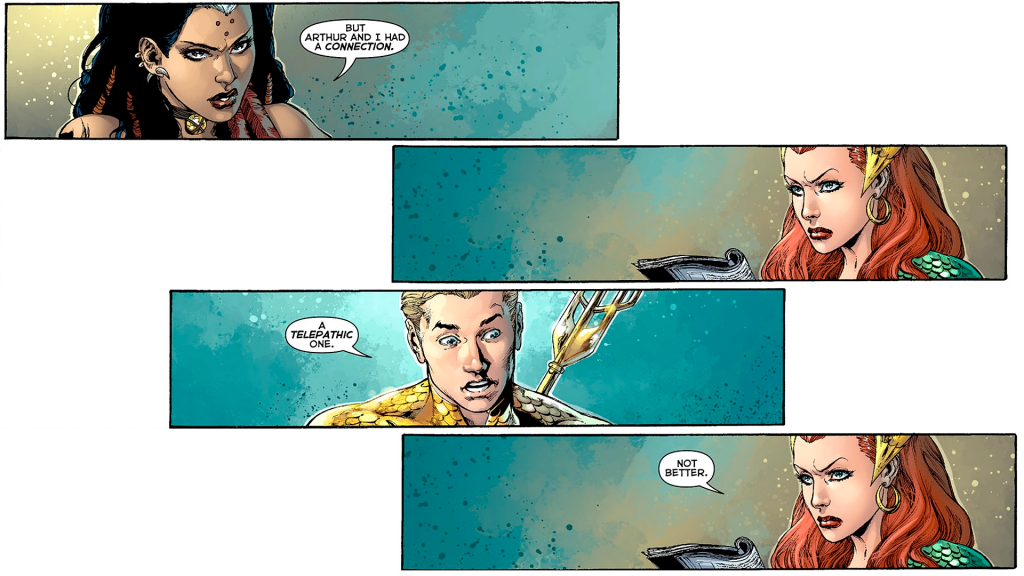 BUT
ARTHUR AND I HAD
A CONNECTION.
A
TELEPATHIC
ONE.
NOT
BETTER.